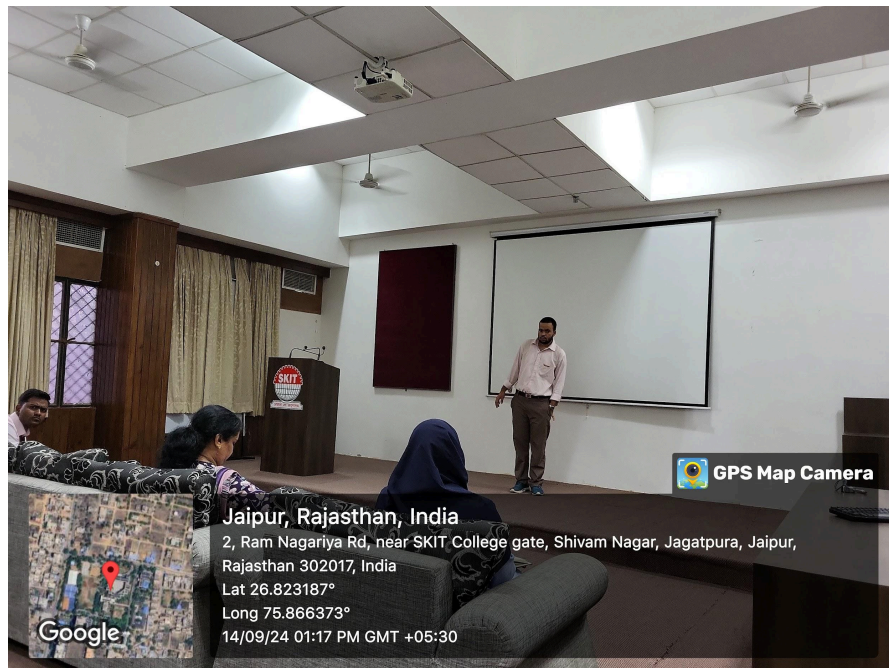 SKIT
GPS Map Camera
Jaipur, Rajasthan, India
2, Ram Nagariya Rd, near SKIT College gate, Shivam Nagar, Jagatpura, Jaipur,
Rajasthan 302017, India
Lat 26.823187°
Long 75.866373°
14/09/24 01:17 PM GMT +05:30
Google